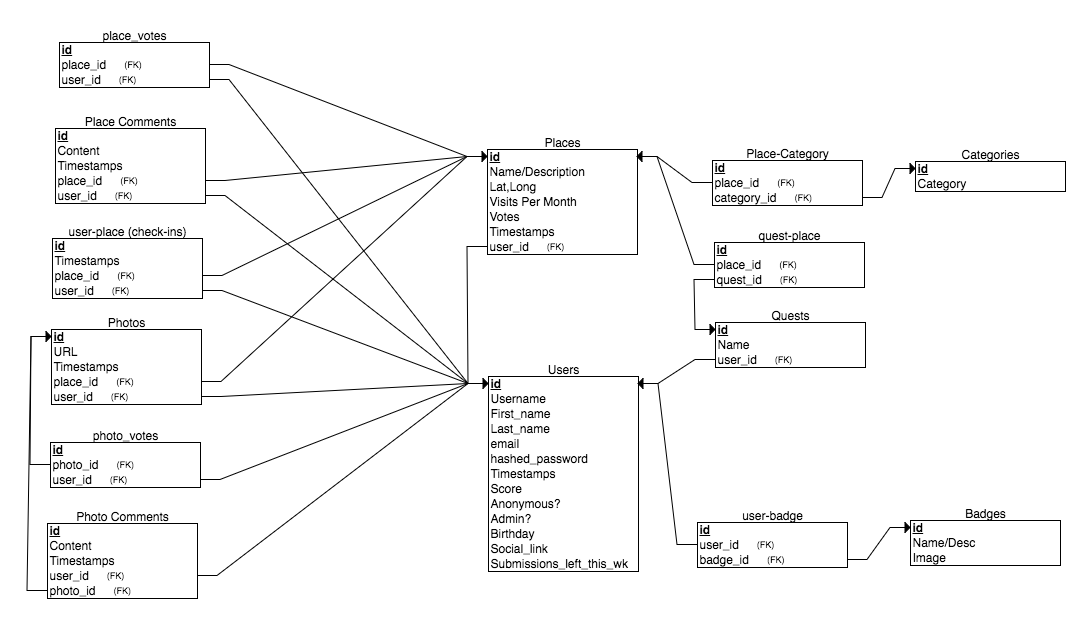 place_votes
id
place_id (FK)
user_id (FK)
Place Comments
id
Content
Timestamps
place_id (FK)
user_id (FK)
user-place (check-ins)
id
Timestamps
place_id (FK)
user_id (FK)
Photos
id
URL
Timestamps
place_id (FK)
user_id (FK)
photo_votes
id
photo_id (FK)
user_id (FK)
Photo Comments
id
Content
Timestamps
user_id (FK)
photo_id (FK)
Places
id
Name/Description
Lat,Long
Visits Per Month
Votes
Timestamps
user_id (FK)
Users
id
Username
First_name
Last_name
email
hashed_password
Timestamps
Score
Anonymous?
Admin?
Birthday
Social_link
Submissions_left_this_wk
Place-Category
id
place_id (FK)
category_id (FK)
Categories
id
Category
quest-place
id
place_id (FK)
quest_id (FK)
Quests
id
Name
user_id (FK)
user-badge
id
user_id (FK)
badge_id (FK)
Badges
id
Name/Desc
Image